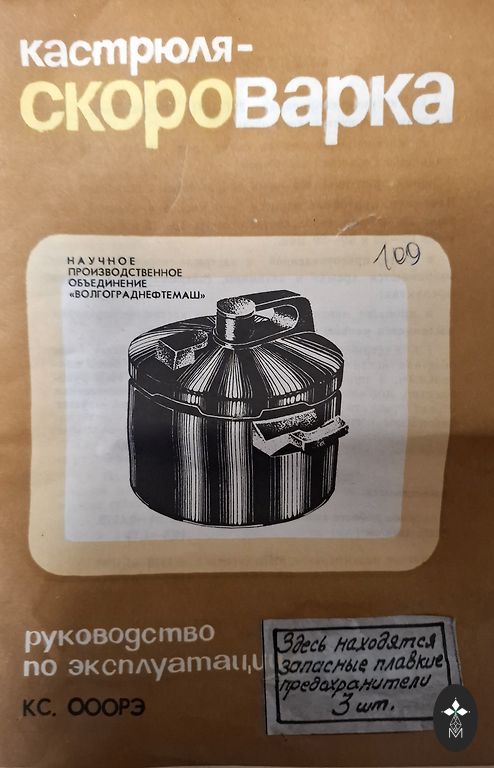 кастрюля-
скороварка
109
НАУЧНОЕ
ПРОИЗВОДСТВЕННОЕ
ОБЪЕДИНЕНИЕ
«ВОЛГОГРАДНЕФТЕМАШ»
руководство
по эксплуатаци
КС. ОООРЭ
Здесь находятся
запасные плавкие
предохранители
3 шт.
М